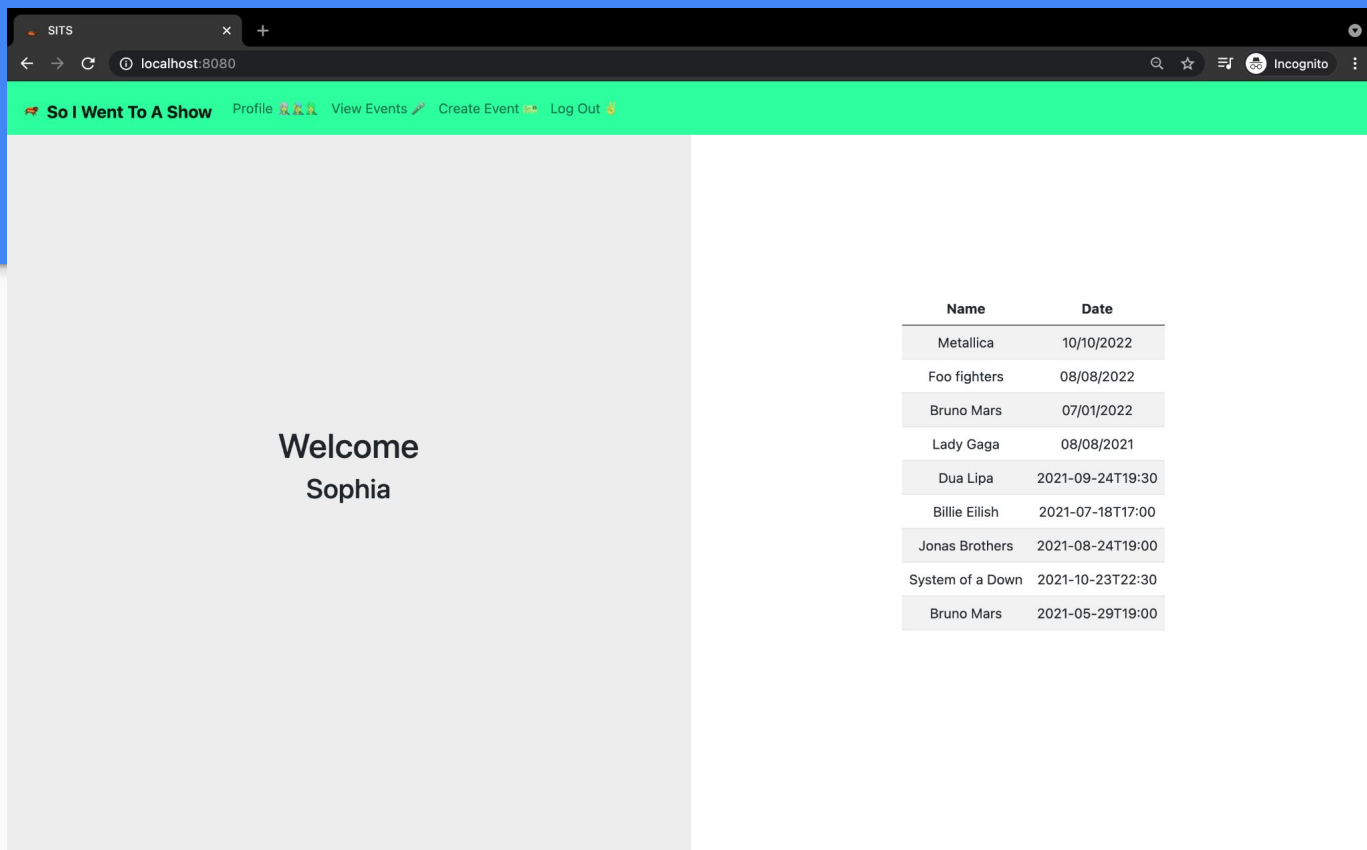 SITS
localhost:8080
Incognito
So I Went To A Show Profile View Events Create Event Log Out
Welcome
Sophia
Name Date
Metallica 10/10/2022
Foo fighters 08/08/2022
Bruno Mars 07/01/2022
Lady Gaga 08/08/2021
Dua Lipa 2021-09-24T19:30
Billie Eilish 2021-07-18T17:00
Jonas Brothers 2021-08-24T19:00
System of a Down 2021-10-23T22:30
Bruno Mars 2021-05-29T19:00